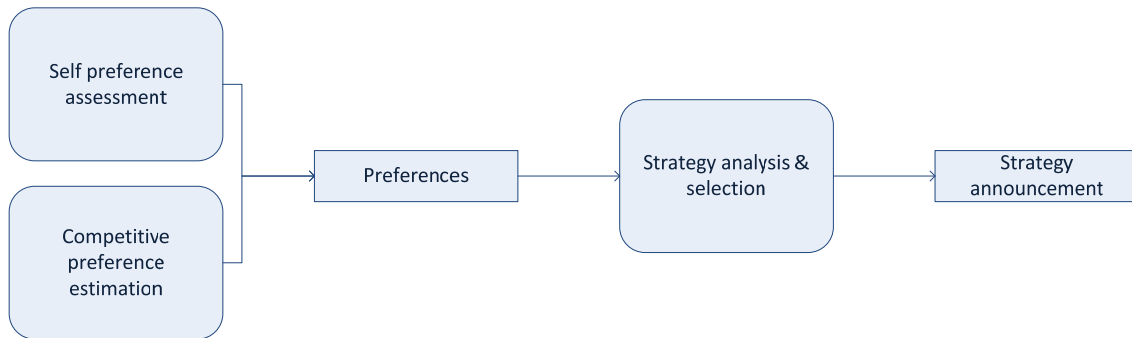 Self preference
assessment
Competitive
preference
estimation
Preferences
Strategy analysis &
selection
Strategy
announcement